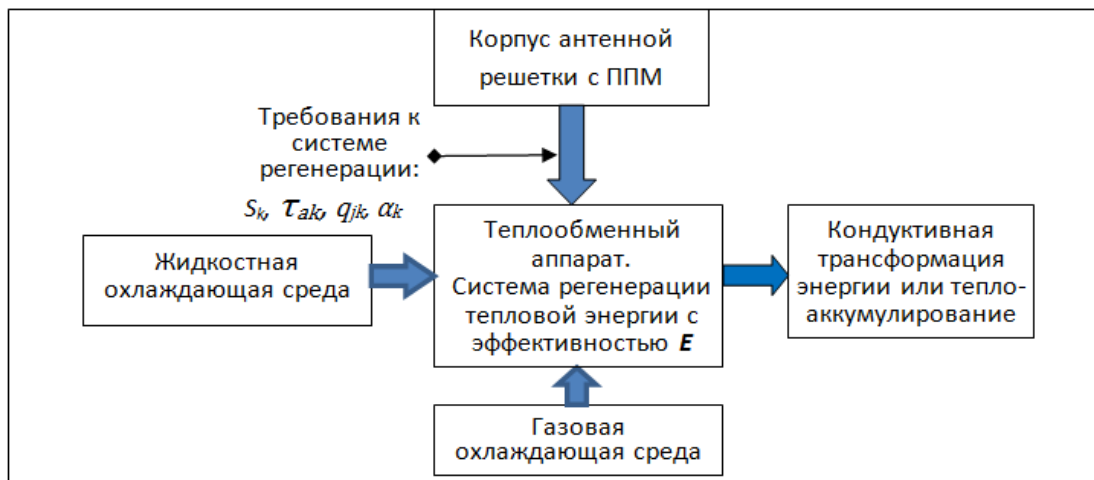 Корпус антенной
решетки с ППМ
Требования к
системе
регенерации:
Sk, τak, qjk, αk
Жидкостная
охлаждающая среда
Теплообменный
аппарат.
Система регенерации
тепловой энергии с
эффективностью E
Кондуктивная
трансформация
энергии или тепло-
аккумулирование
Газовая
охлаждающая среда